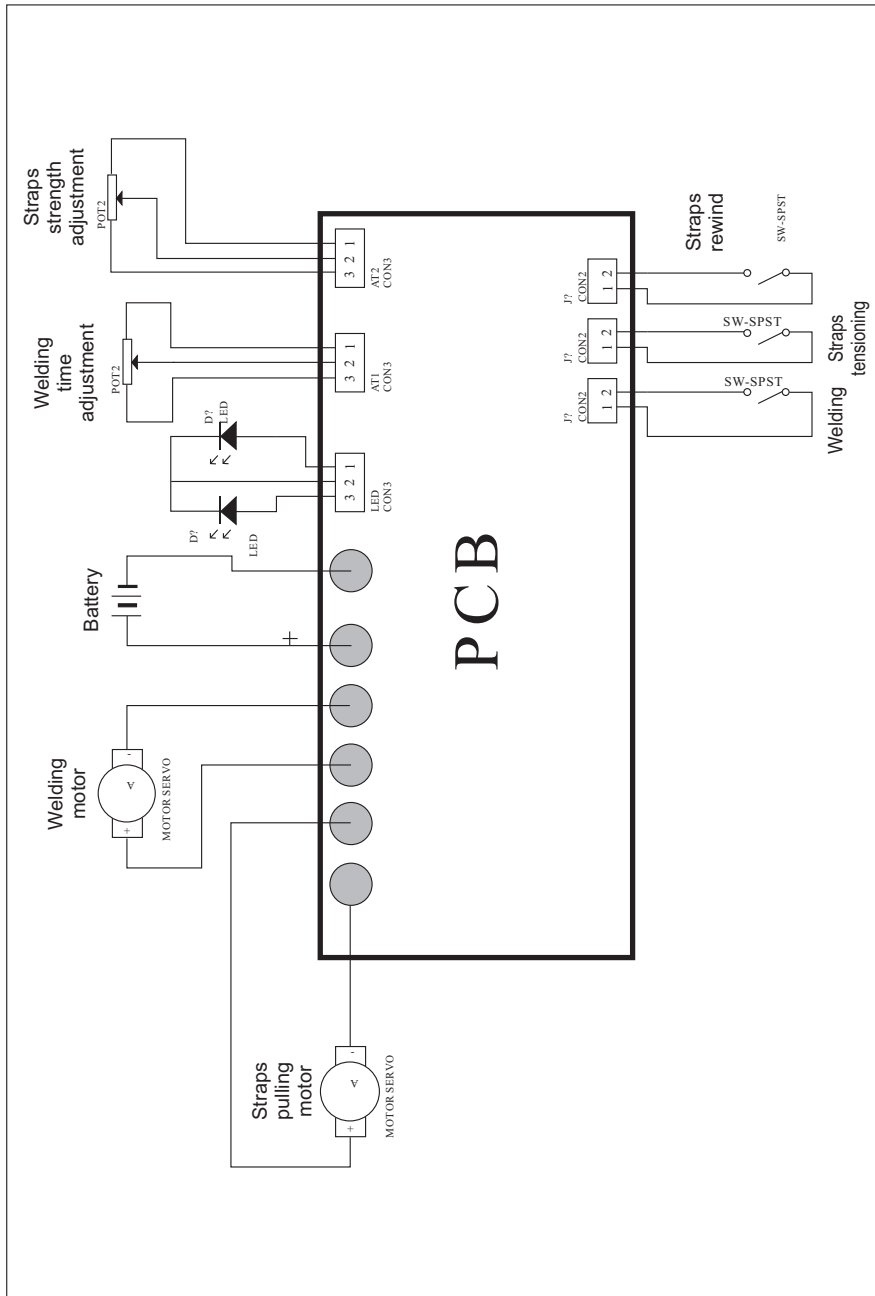 Straps
pulling
motor
+
A
-
MOTOR SERVO
Welding
motor
+
A
-
MOTOR SERVO
Battery
+
D?
LED
D?
LED
3 2 1
LED
CON3
Welding
time
adjustment
POT2
3 2 1
AT1
CON3
Straps
strength
adjustment
POT2
3 2 1
AT2
CON3
PCB
J?
CON2
1 2
SW-SPST
Welding
J?
CON2
1 2
SW-SPST
Straps
tensioning
J?
CON2
1 2
Straps
rewind
SW-SPST